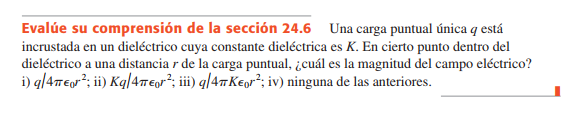 Evalúe su comprensión de la sección 24.6 Una carga puntual única q está
incrustada en un dieléctrico cuya constante dieléctrica es K. En cierto punto dentro del
dieléctrico a una distancia r de la carga puntual, ¿cuál es la magnitud del campo eléctrico?
i) q/4πϵ₀r²; ii) Kq/4πϵ₀r²; iii) q/4πKϵ₀r²; iv) ninguna de las anteriores.